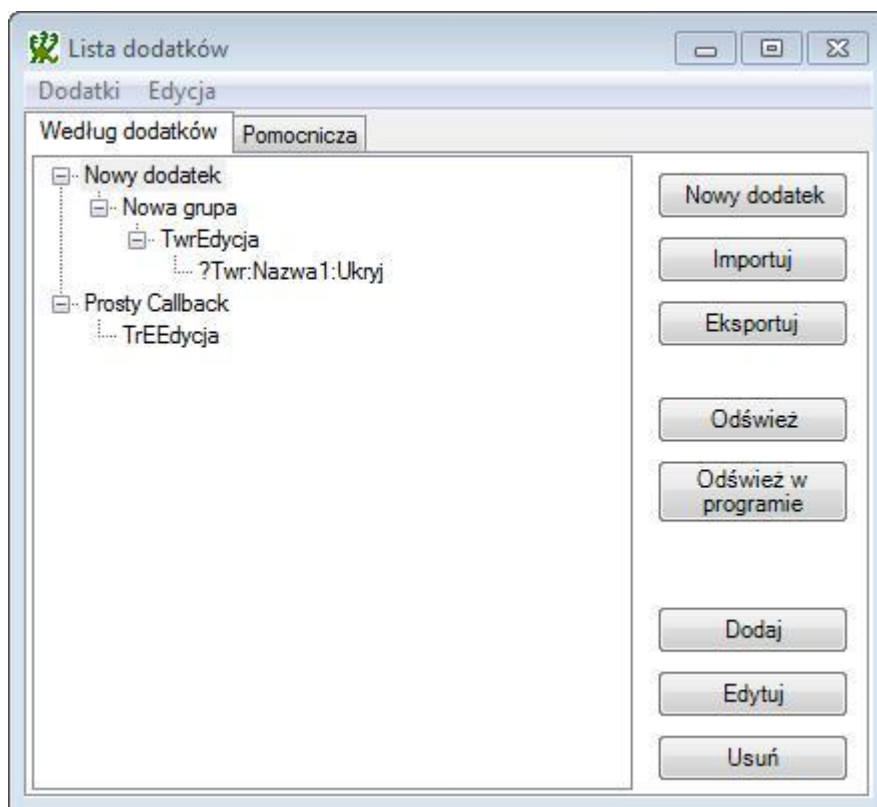 Lista dodatków
Dodatki Edycja
Według dodatków Pomocnicza
Nowy dodatek
Nowa grupa
TwrEdycja
?Twr:Nazwa1:Ukryj
Prosty Callback
TrEEdycja
Nowy dodatek
Importuj
Eksportuj
Odśwież
Odśwież w
programie
Dodaj
Edytuj
Usuń